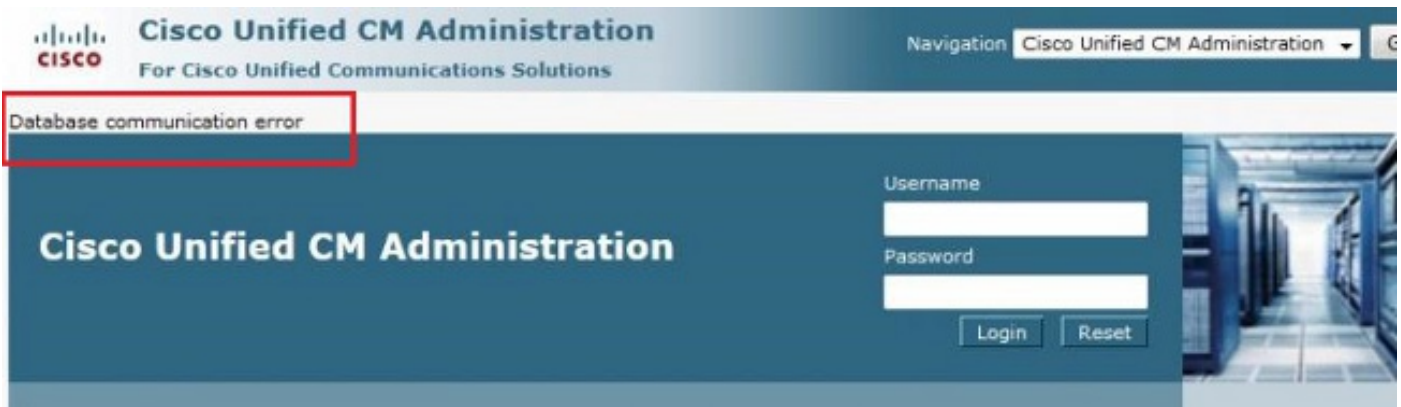 Cisco Unified CM Administration
For Cisco Unified Communications Solutions
CISCO
Navigation Cisco Unified CM Administration
Database communication error
Username
Cisco Unified CM Administration
Password
Login Reset